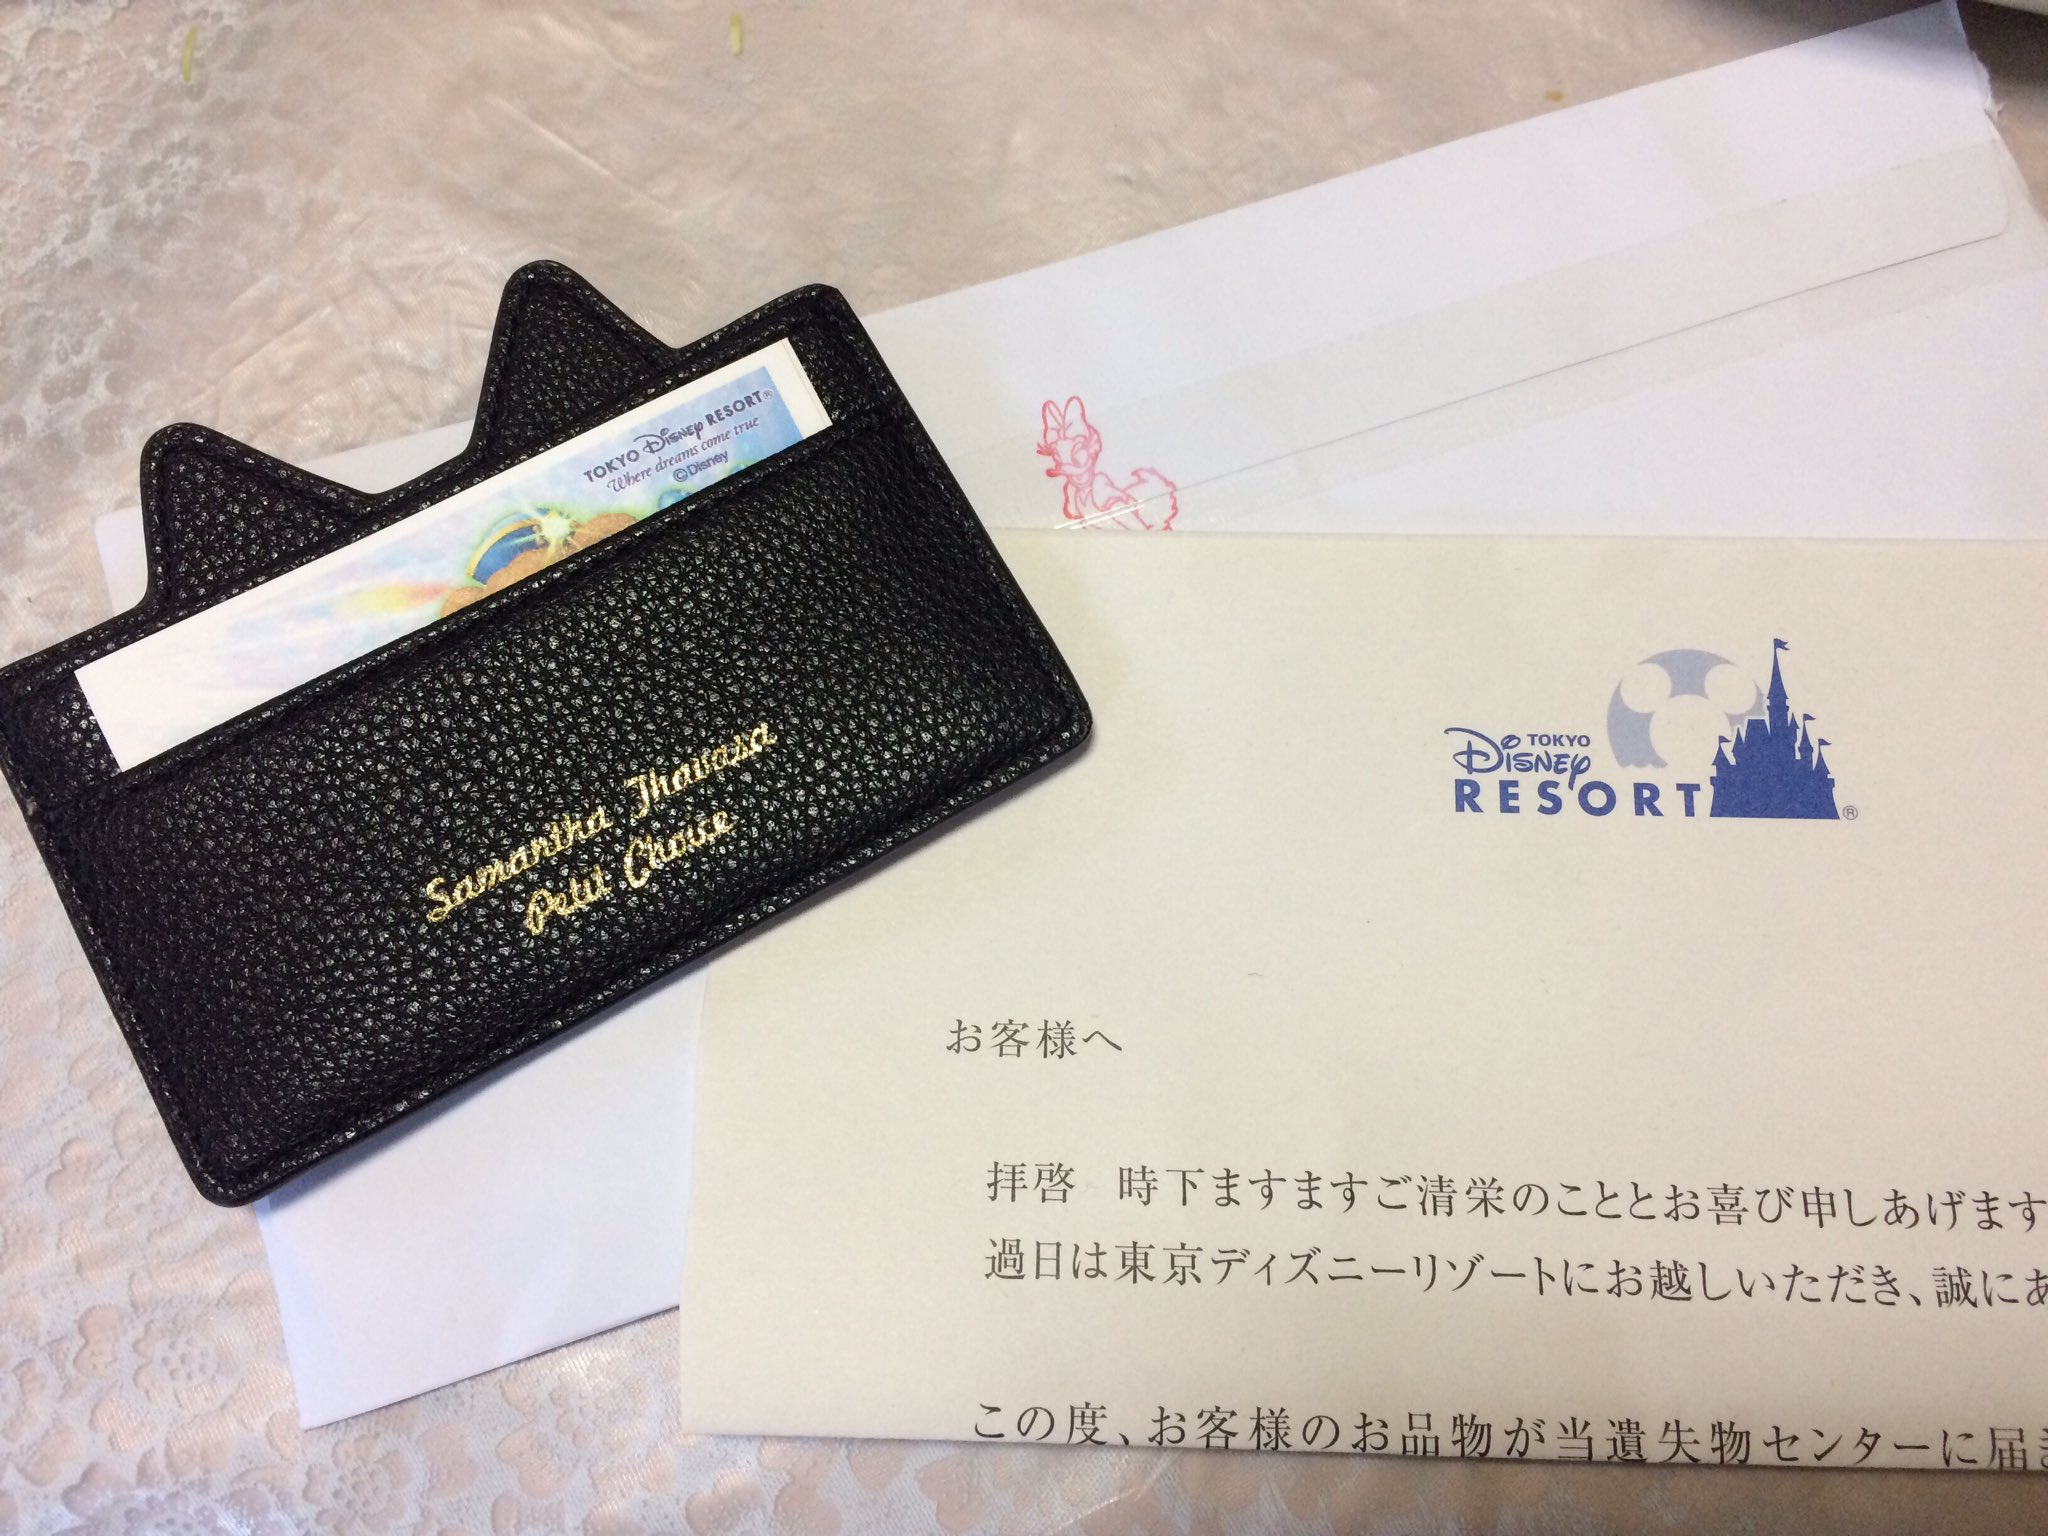 TOKYO Disney RESORT®
Where dreams come true
©Disney
Samantha Thavasa
Petit Choice
TOKYO
Disney
RESORT®
お客様へ
拝啓 時下ますますご清栄のこととお喜び申しあげます
過日は東京ディズニーリゾートにお越しいただき、誠にあ
この度、お客様のお品物が当遺失物センターに届